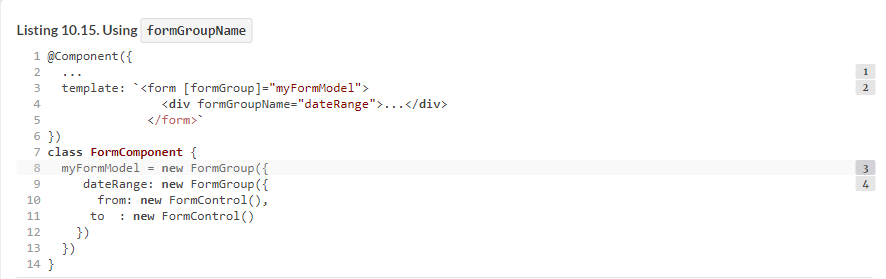 Listing 10.15. Using formGroupName
1 @Component({
2   ... 1
3   template: `<form [formGroup]="myFormModel"> 2
4                 <div formGroupName="dateRange">...</div>
5               </form>`
6 })
7 class FormComponent {
8   myFormModel = new FormGroup({ 3
9      dateRange: new FormGroup({ 4
10        from: new FormControl(),
11       to  : new FormControl()
12     })
13   })
14 }